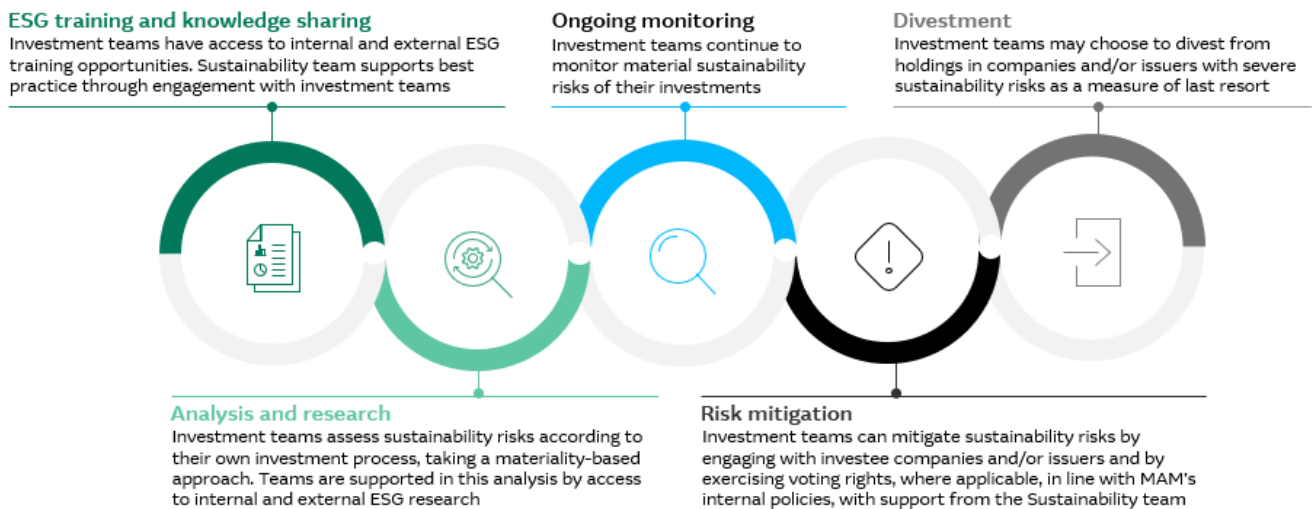 ESG training and knowledge sharing
Investment teams have access to internal and external ESG
training opportunities. Sustainability team supports best
practice through engagement with investment teams
Ongoing monitoring
Investment teams continue to
monitor material sustainability
risks of their investments
Divestment
Investment teams may choose to divest from
holdings in companies and/or issuers with severe
sustainability risks as a measure of last resort
Analysis and research
Investment teams assess sustainability risks according to
their own investment process, taking a materiality-based
approach. Teams are supported in this analysis by access
to internal and external ESG research
Risk mitigation
Investment teams can mitigate sustainability risks by
engaging with investee companies and/or issuers and by
exercising voting rights, where applicable, in line with MAM's
internal policies, with support from the Sustainability team